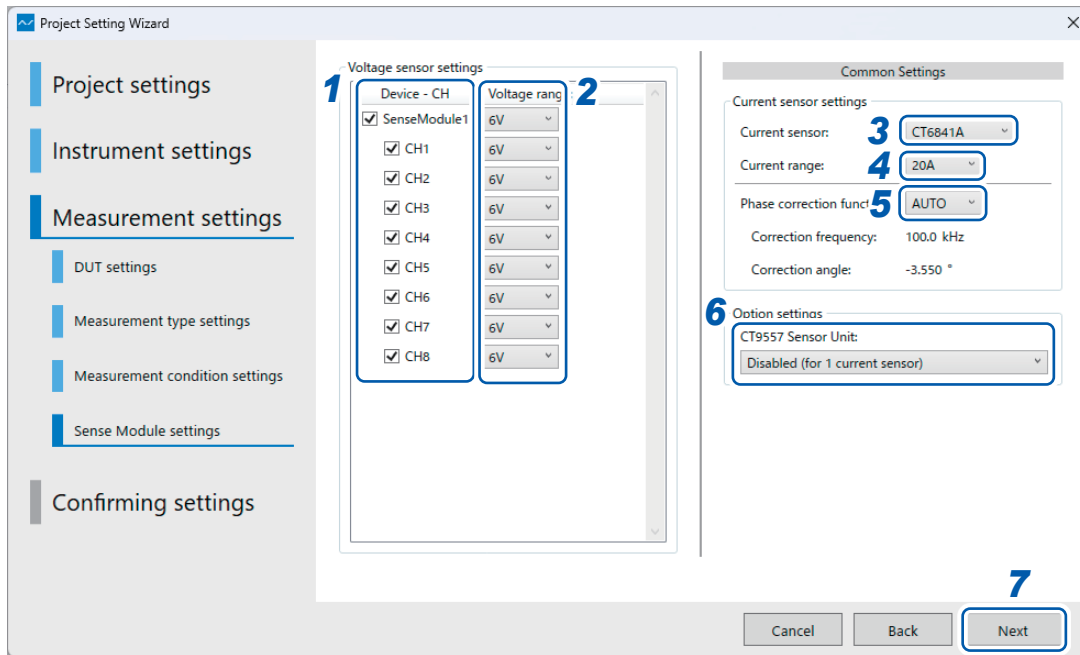 Project Setting Wizard
Project settings
Instrument settings
Measurement settings
DUT settings
Measurement type settings
Measurement condition settings
Sense Module settings
Confirming settings
Voltage sensor settings
1
Device - CH
Voltage rang
2
SenseModule1 6V
CH1 6V
CH2 6V
CH3 6V
CH4 6V
CH5 6V
CH6 6V
CH7 6V
CH8 6V
Common Settings
Current sensor settings
Current sensor: 3 CT6841A
Current range: 4 20A
Phase correction funct 5 AUTO
Correction frequency: 100.0 kHz
Correction angle: -3.550 °
6 Option settings
CT9557 Sensor Unit:
Disabled (for 1 current sensor)
7
Cancel Back Next